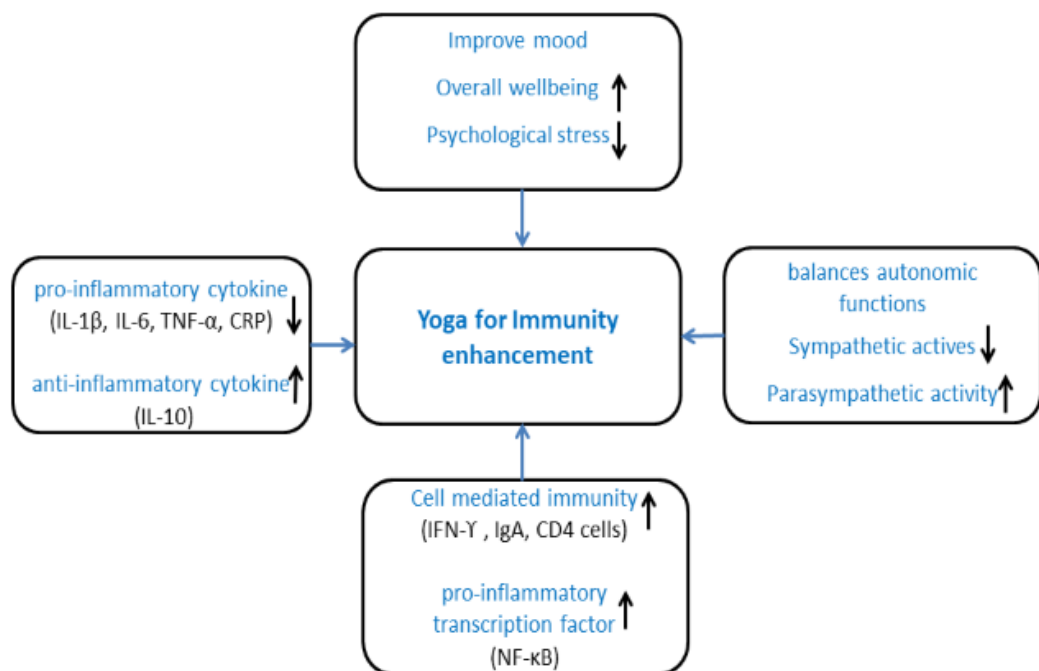 Improve mood
Overall wellbeing
Psychological stress
pro-inflammatory cytokine
(IL-1β, IL-6, TNF-α, CRP)
anti-inflammatory cytokine
(IL-10)
Yoga for Immunity
enhancement
balances autonomic
functions
Sympathetic actives
Parasympathetic activity
Cell mediated immunity
(IFN-ϒ , IgA, CD4 cells)
pro-inflammatory
transcription factor
(NF-κB)